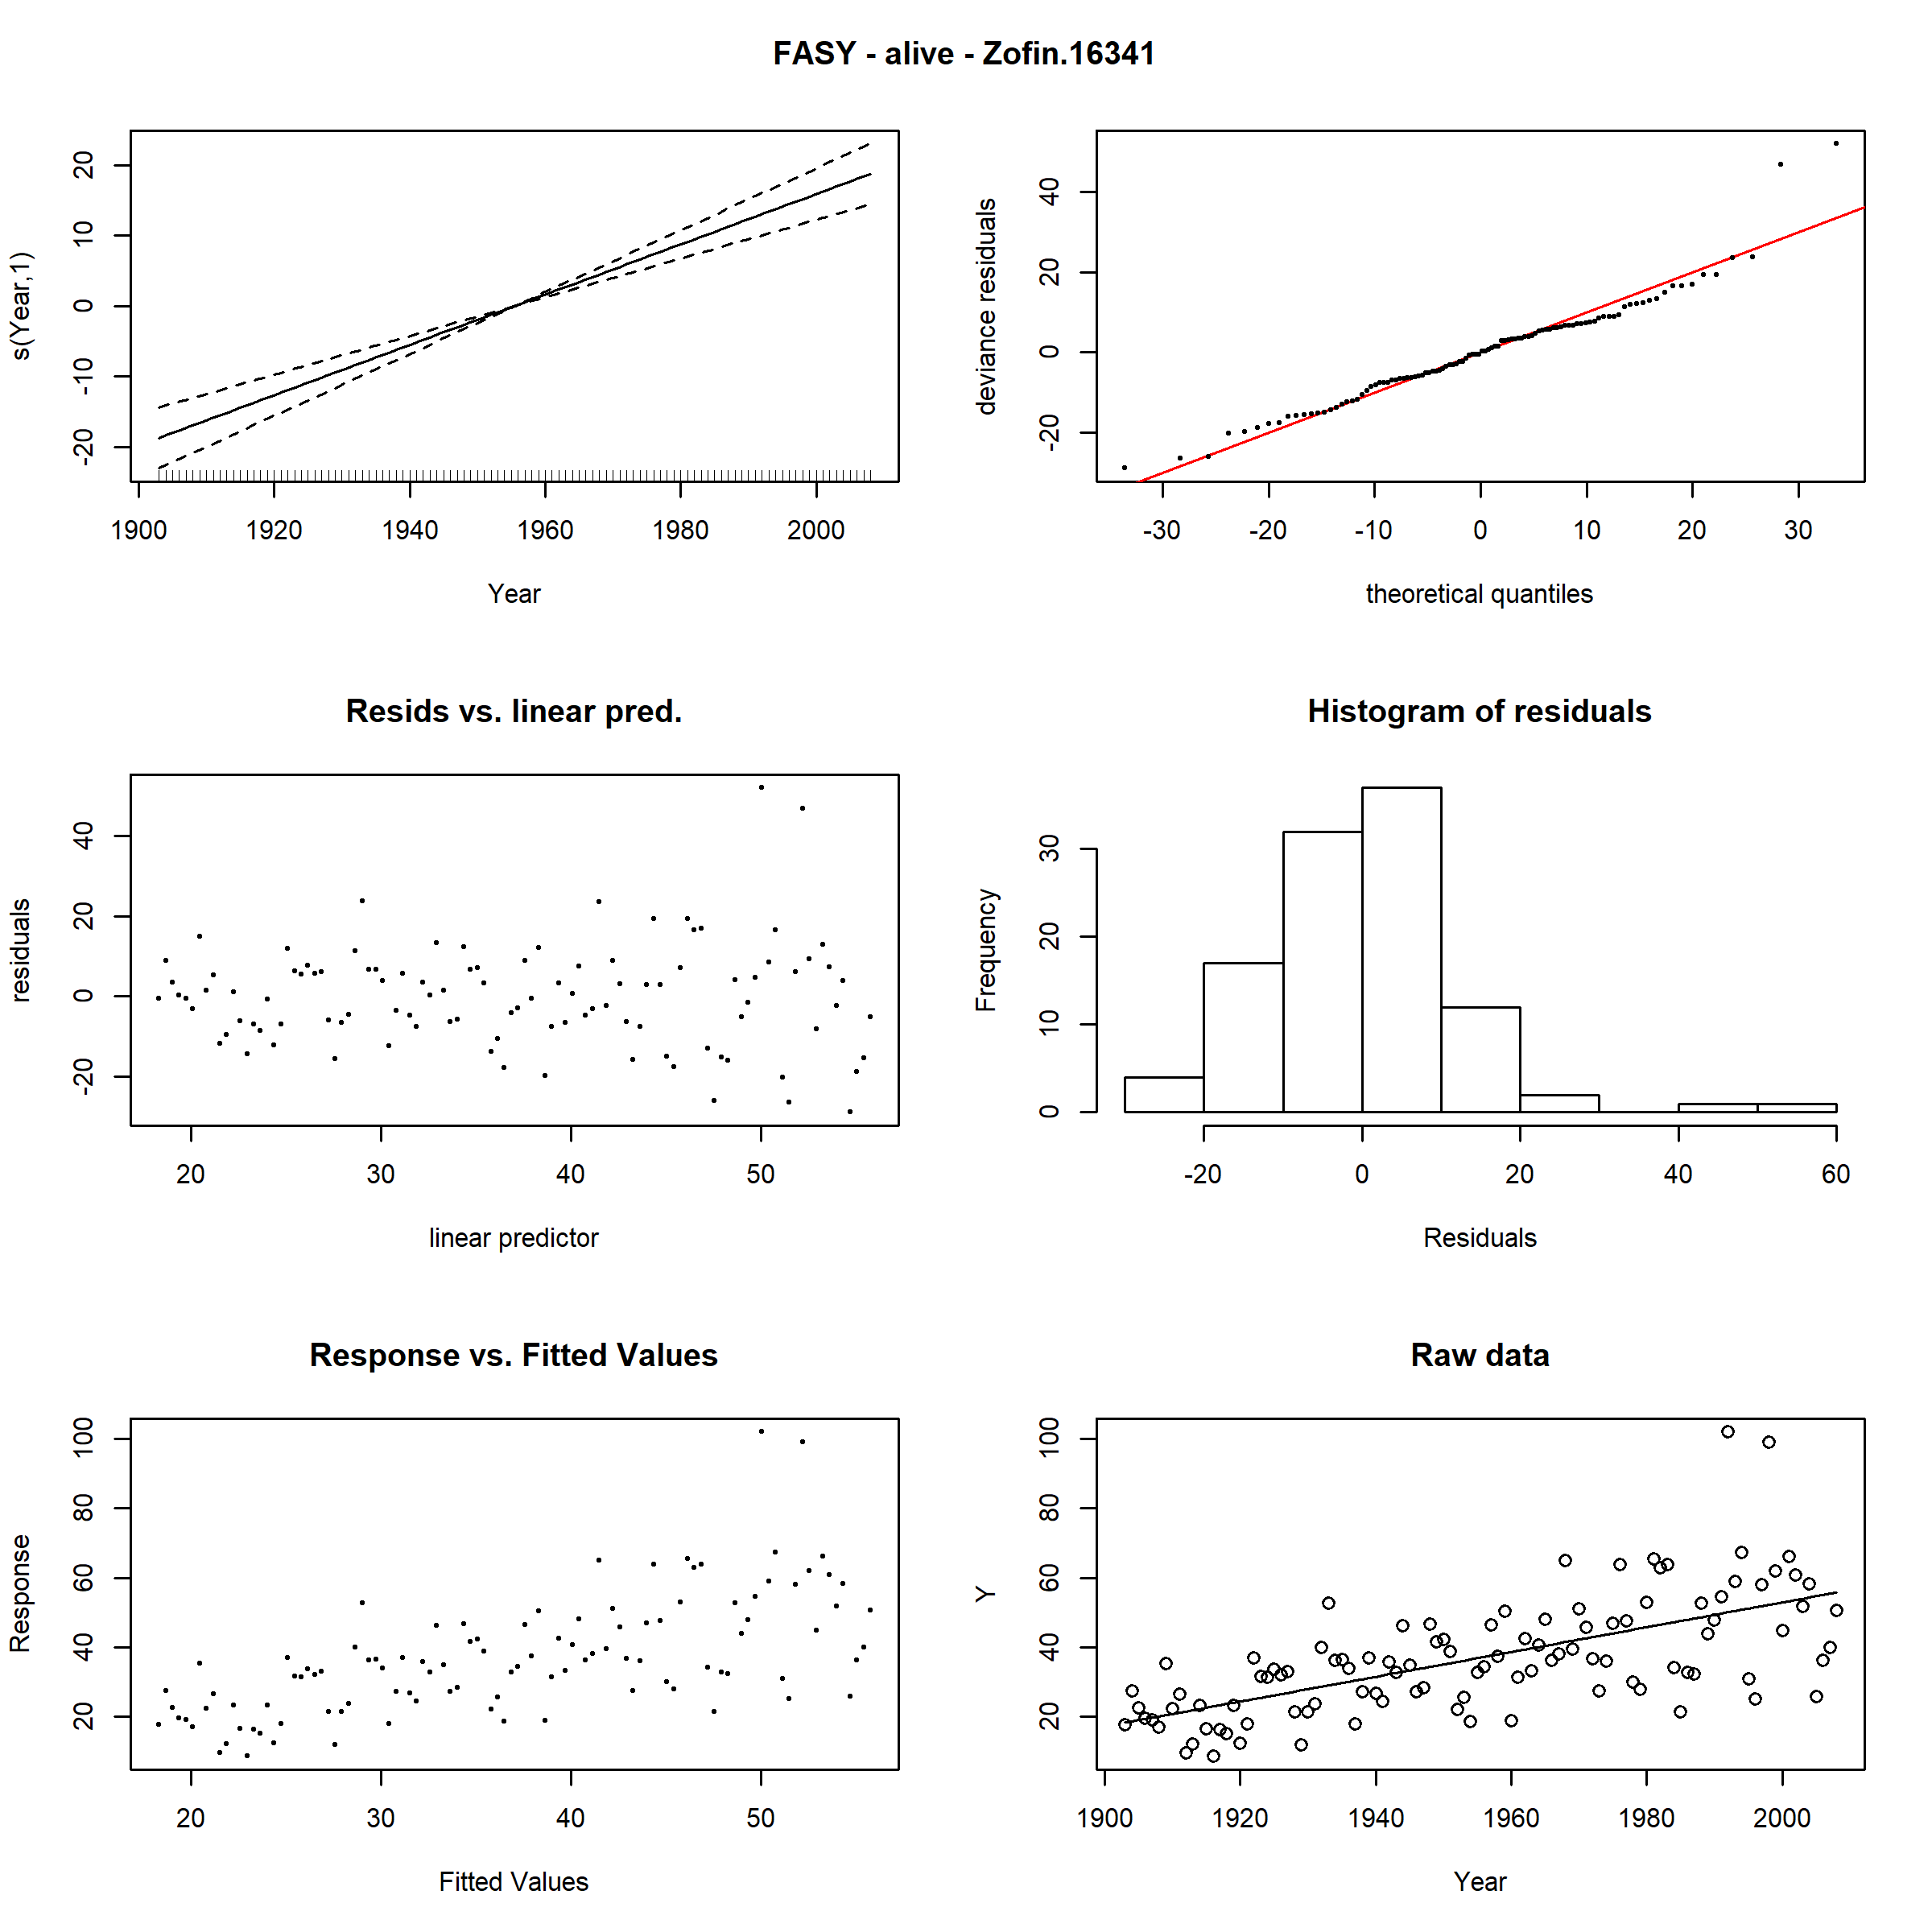 FASY - alive - Zofin.16341
s(Year,1)
20
10
0
-10
-20
1900 1920 1940 1960 1980 2000
Year
deviance residuals
40
20
0
-20
-30 -20 -10 0 10 20 30
theoretical quantiles
Resids vs. linear pred.
residuals
40
20
0
-20
20 30 40 50
linear predictor
Histogram of residuals
Frequency
30
20
10
0
-20 0 20 40 60
Residuals
Response vs. Fitted Values
Response
100
80
60
40
20
20 30 40 50
Fitted Values
Raw data
Y
100
80
60
40
20
1900 1920 1940 1960 1980 2000
Year